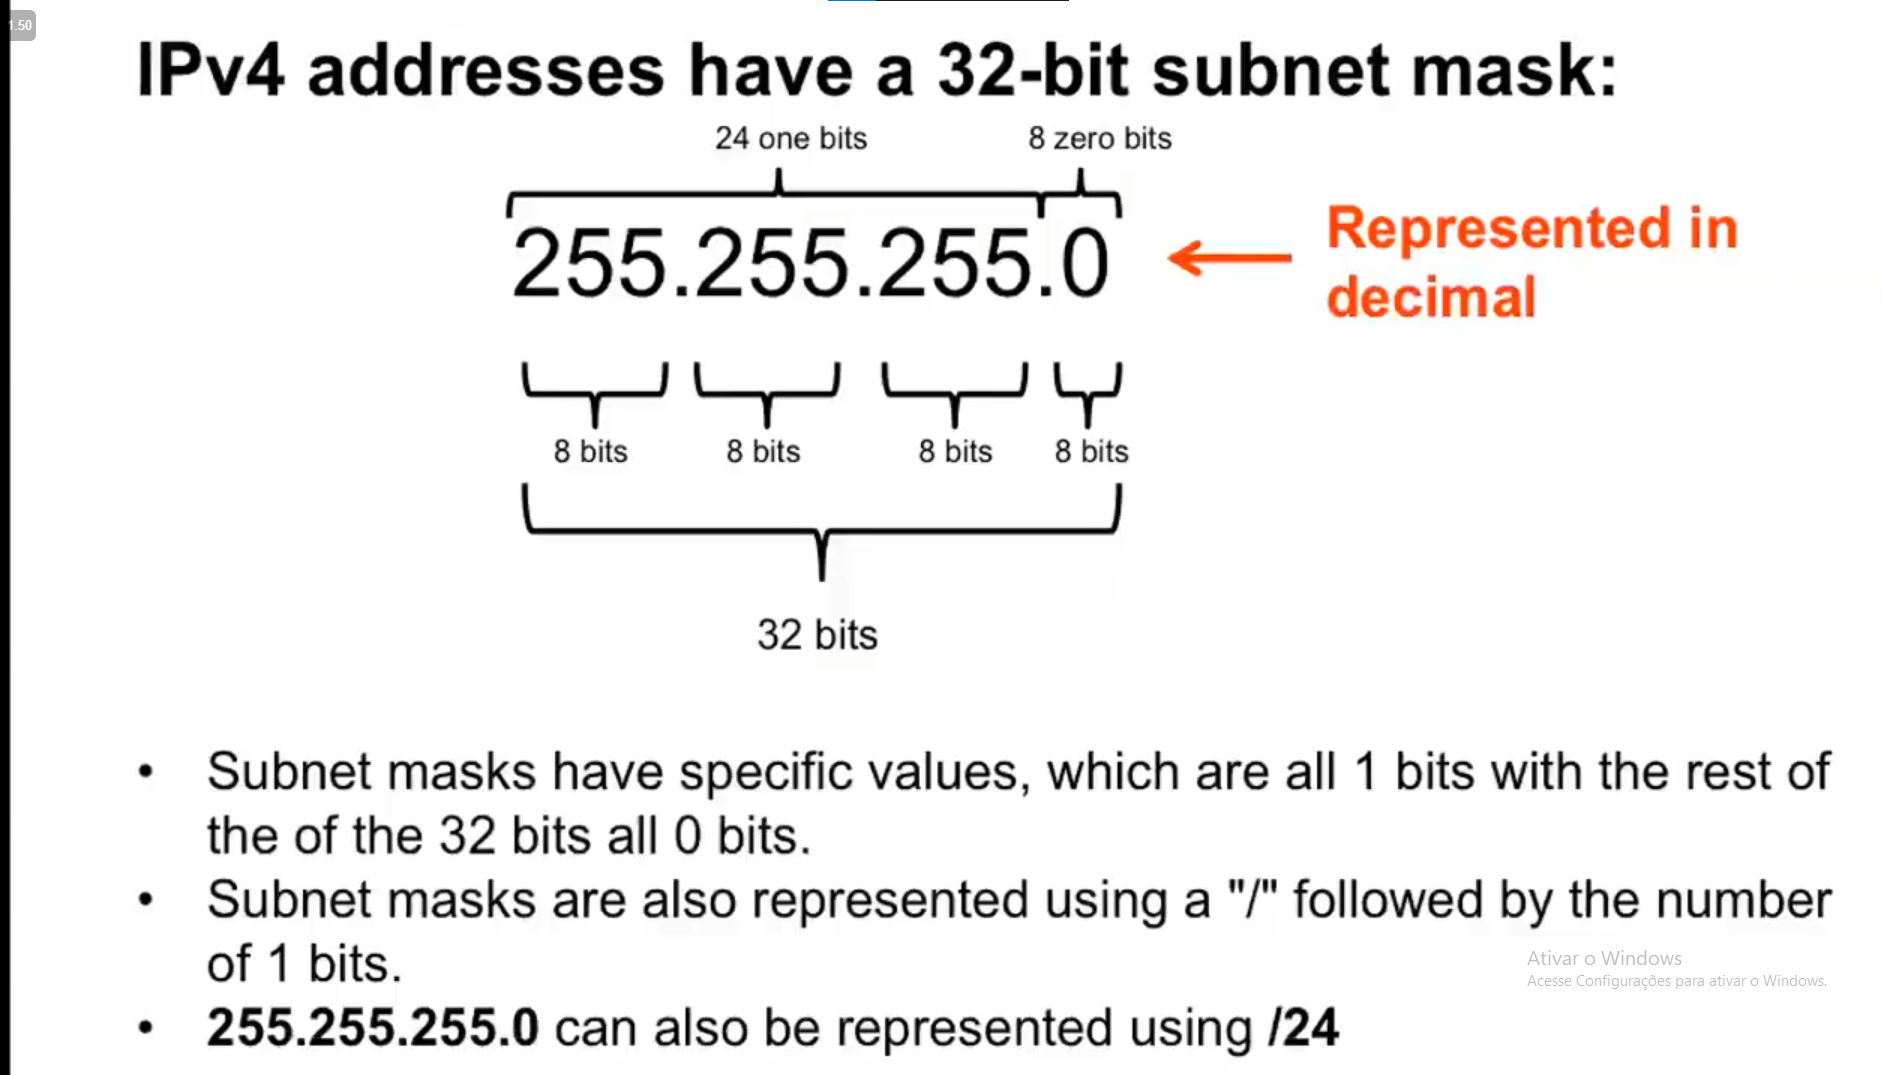 1.50
IPv4 addresses have a 32-bit subnet mask:
24 one bits 8 zero bits
255.255.255.0
Represented in
decimal
8 bits 8 bits 8 bits 8 bits
32 bits
• Subnet masks have specific values, which are all 1 bits with the rest of
the of the 32 bits all 0 bits.
• Subnet masks are also represented using a "/" followed by the number
of 1 bits.
Ativar o Windows
Acesse Configurações para ativar o Windows.
• 255.255.255.0 can also be represented using /24